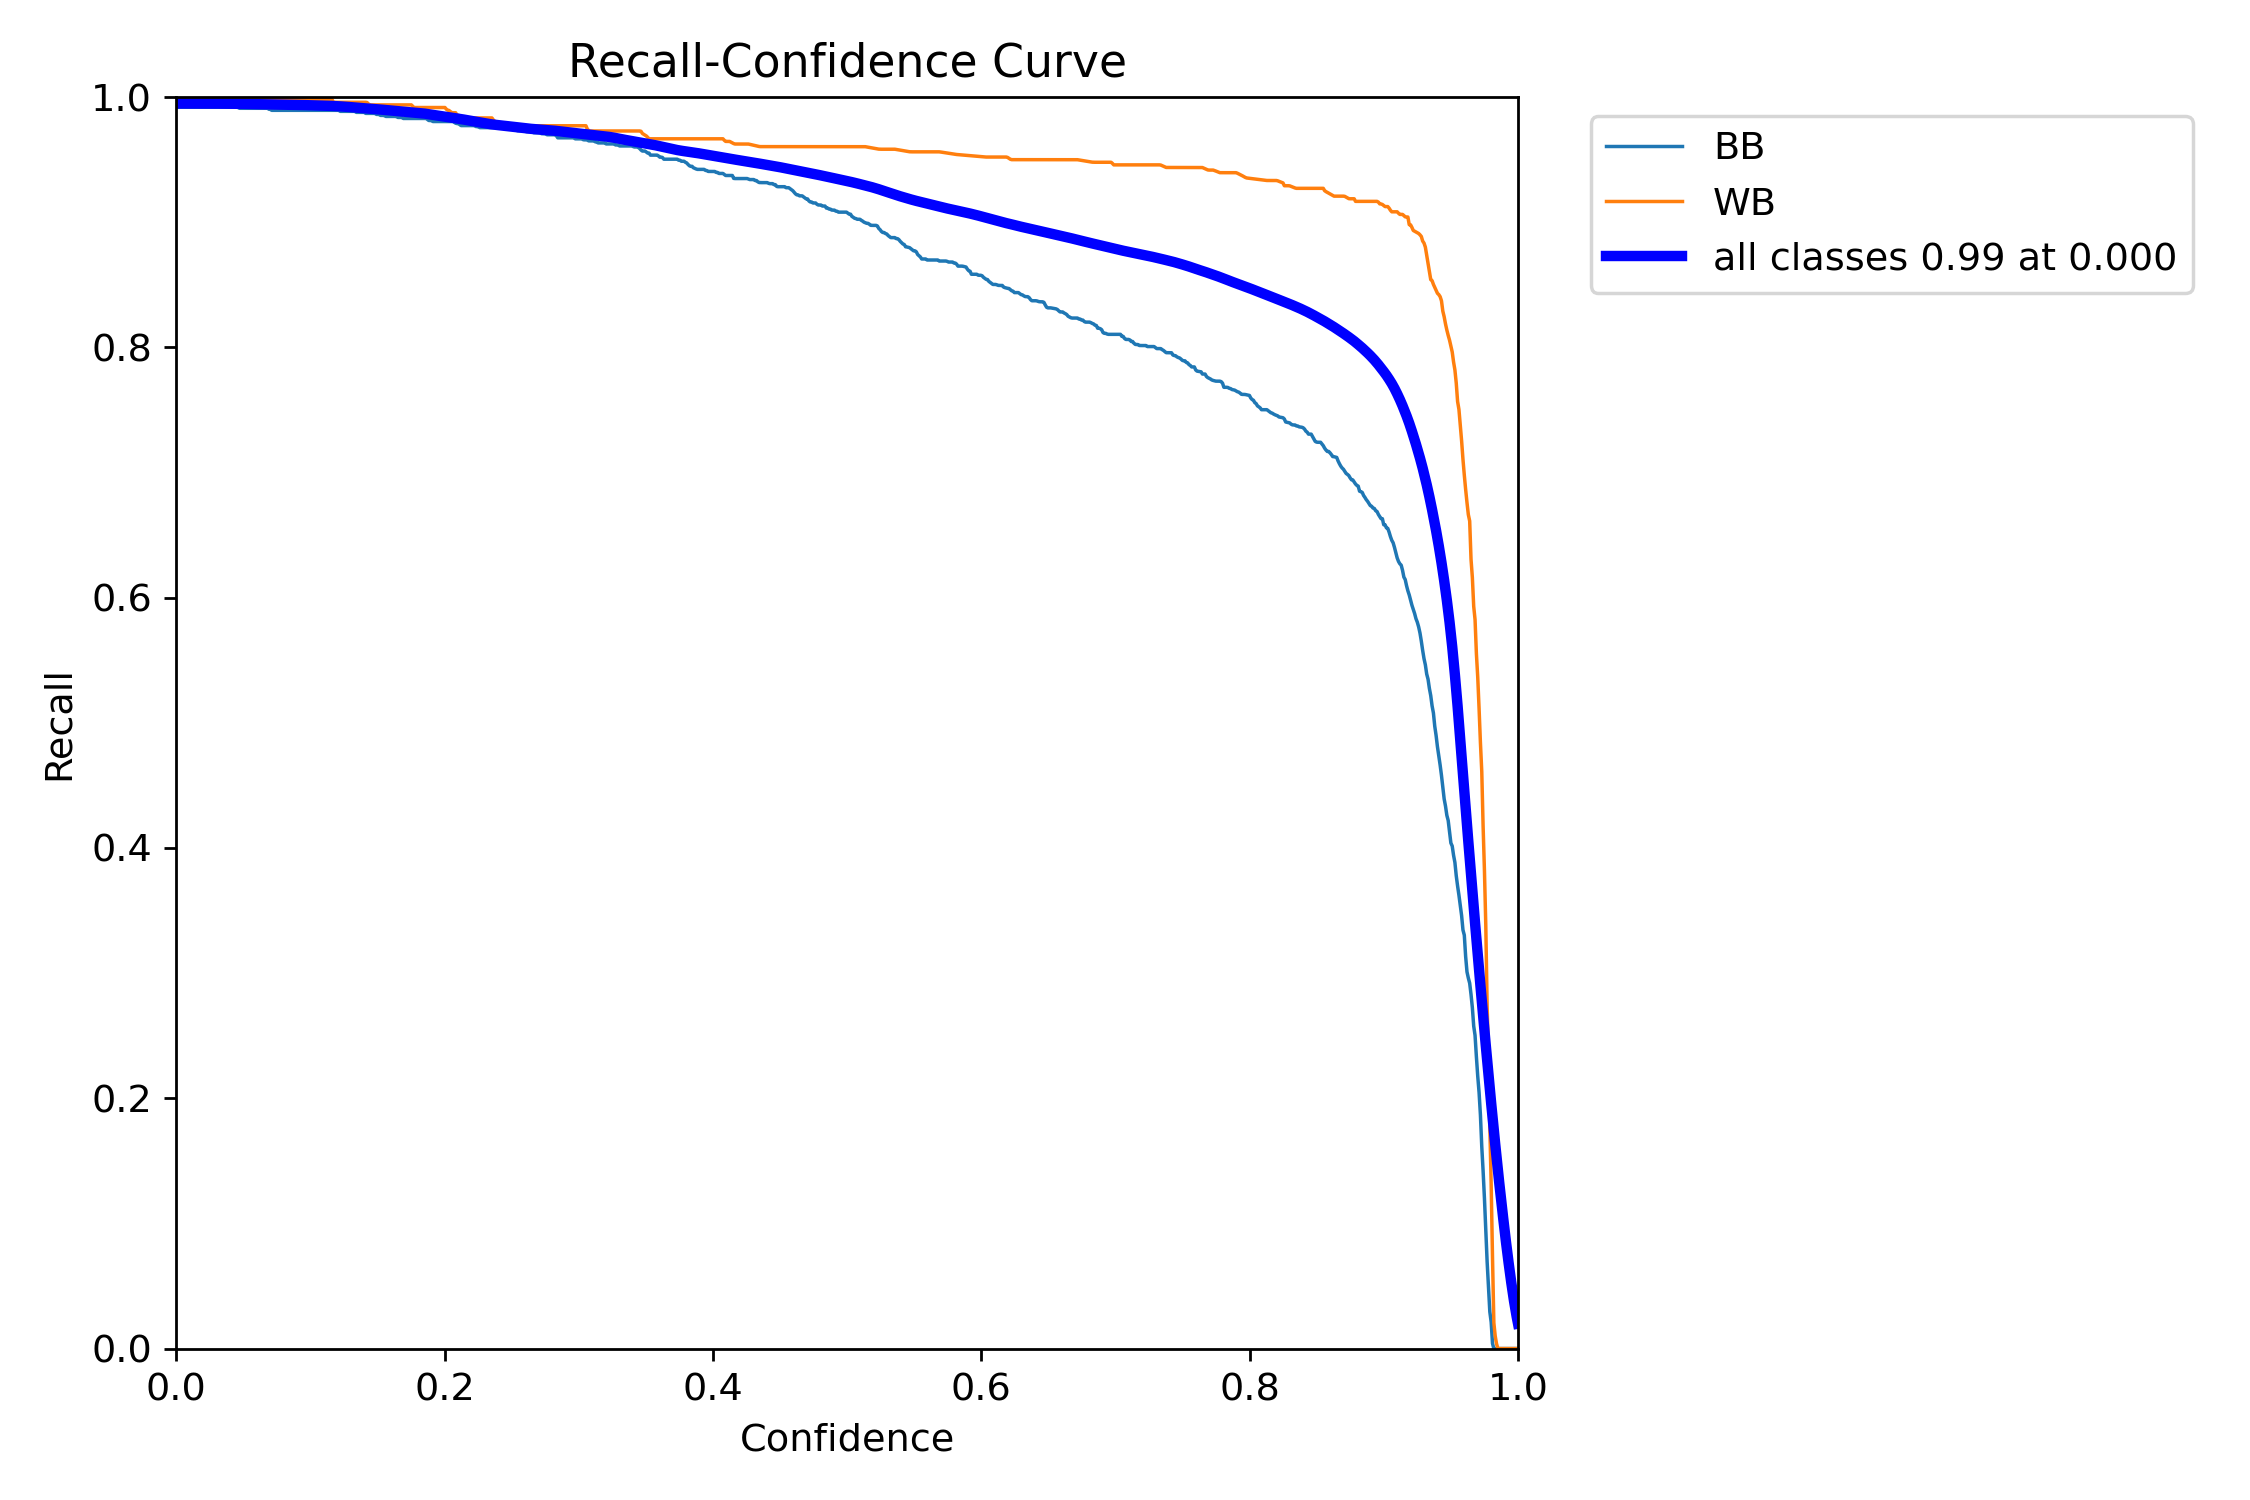 Recall-Confidence Curve
1.0
0.8
0.6
0.4
0.2
0.0
Recall
0.0 0.2 0.4 0.6 0.8 1.0
Confidence
BB
WB
all classes 0.99 at 0.000